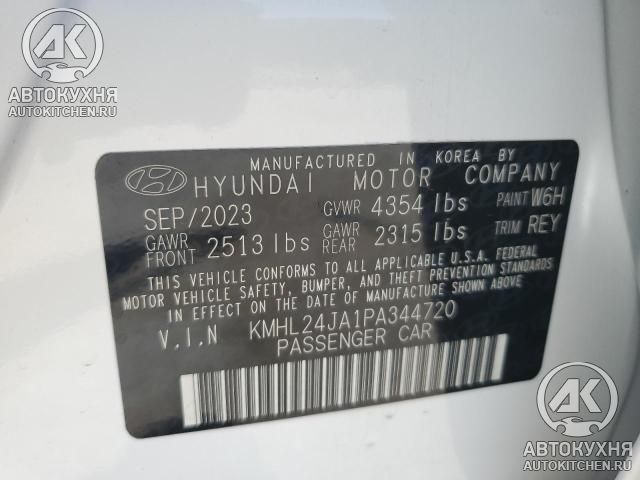 AK
АВТОКУХНЯ
AUTOKITCHEN.RU
MANUFACTURED IN KOREA BY
HYUNDAI MOTOR COMPANY
SEP/2023 GVWR 4354 lbs PAINT W6H
GAWR FRONT 2513 lbs GAWR REAR 2315 lbs TRIM REY
THIS VEHICLE CONFORMS TO ALL APPLICABLE U.S.A. FEDERAL
MOTOR VEHICLE SAFETY, BUMPER, AND THEFT PREVENTION STANDARDS
IN EFFECT ON THE DATE OF MANUFACTURE SHOWN ABOVE.
V.I.N KMHL24JA1PA344720
PASSENGER CAR
AK
АВТОКУХНЯ
AUTOKITCHEN.RU